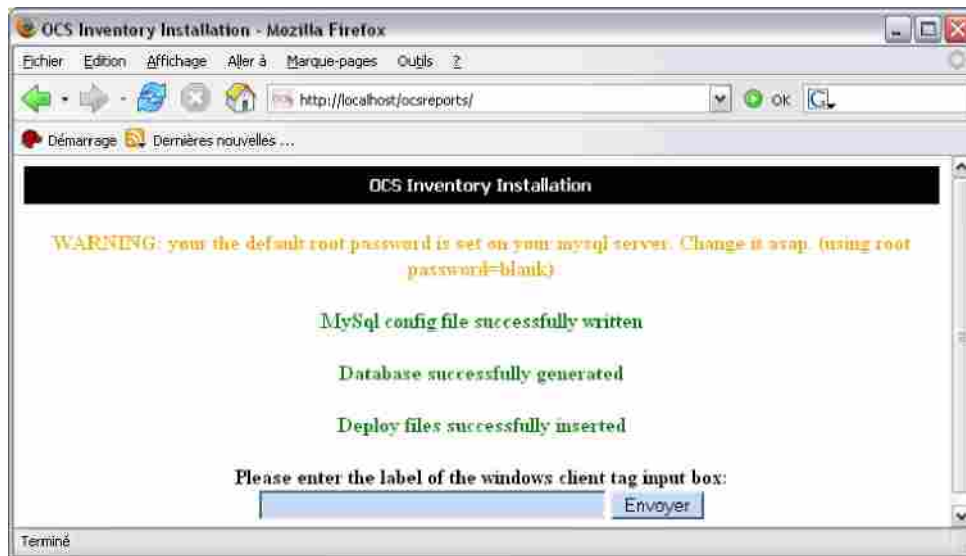 OCS Inventory Installation - Mozilla Firefox
Fichier Edition Affichage Aller à Marque-pages Outils ?
http://localhost/ocsreports/ OK G
Démarrage Dernières nouvelles ...
OCS Inventory Installation
WARNING: your the default root password is set on your mysql server. Change it asap. (using root
password=blank)
MySql config file successfully written
Database successfully generated
Deploy files successfully inserted
Please enter the label of the windows client tag input box:
Envoyer
Terminé